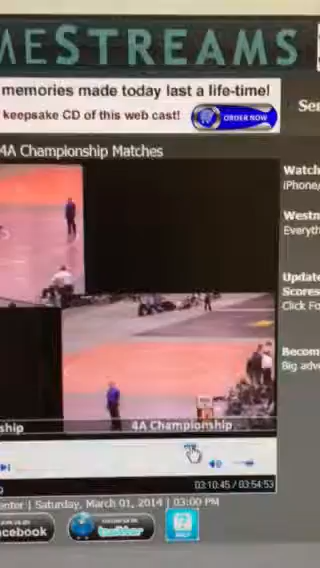 MESTREAMS
memories made today last a life-time!
keepsake CD of this web cast!
ORDER NOW
Ser
4A Championship Matches
Watch
iPhone/
Westn
Everyth
Update
Scores
Click Fo
Becom
Big adve
ship
4A Championship
03:10:45 / 03:54:53
enter | Saturday, March 01, 2014 | 03:00 PM
acebook
twitter